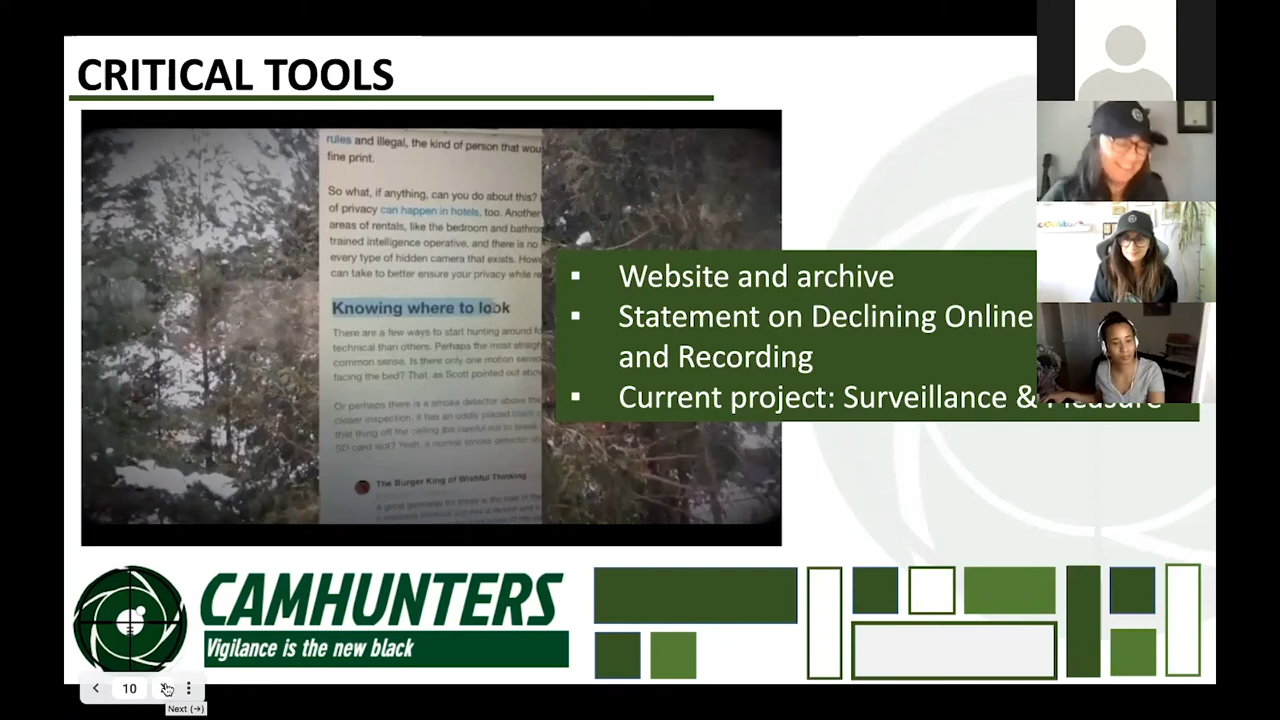 CRITICAL TOOLS
rules and illegal, the kind of person that wou
fine print.
So what, if anything, can you do about this?
of privacy can happen in hotels, too. Another
areas of rentals, like the bedroom and bathroo
trained intelligence operative, and there is no
every type of hidden camera that exists. Howe
can take to better ensure your privacy while re
Knowing where to look
There are a few ways to start hunting around fo
technical than others. Perhaps the most straigh
common sense. Is there only one motion senso
facing the bed? That, as Scott pointed out abov
Or perhaps there is a smoke detector above the
closer inspection, it has an oddly placed black
that thing off the ceiling (be careful not to break
SD card slot? Yeah, a normal smoke detector
The Burger King of Wishful Thinking
▪ Website and archive
▪ Statement on Declining Online
and Recording
▪ Current project: Surveillance &
CAMHUNTERS
Vigilance is the new black
10
Next (→)